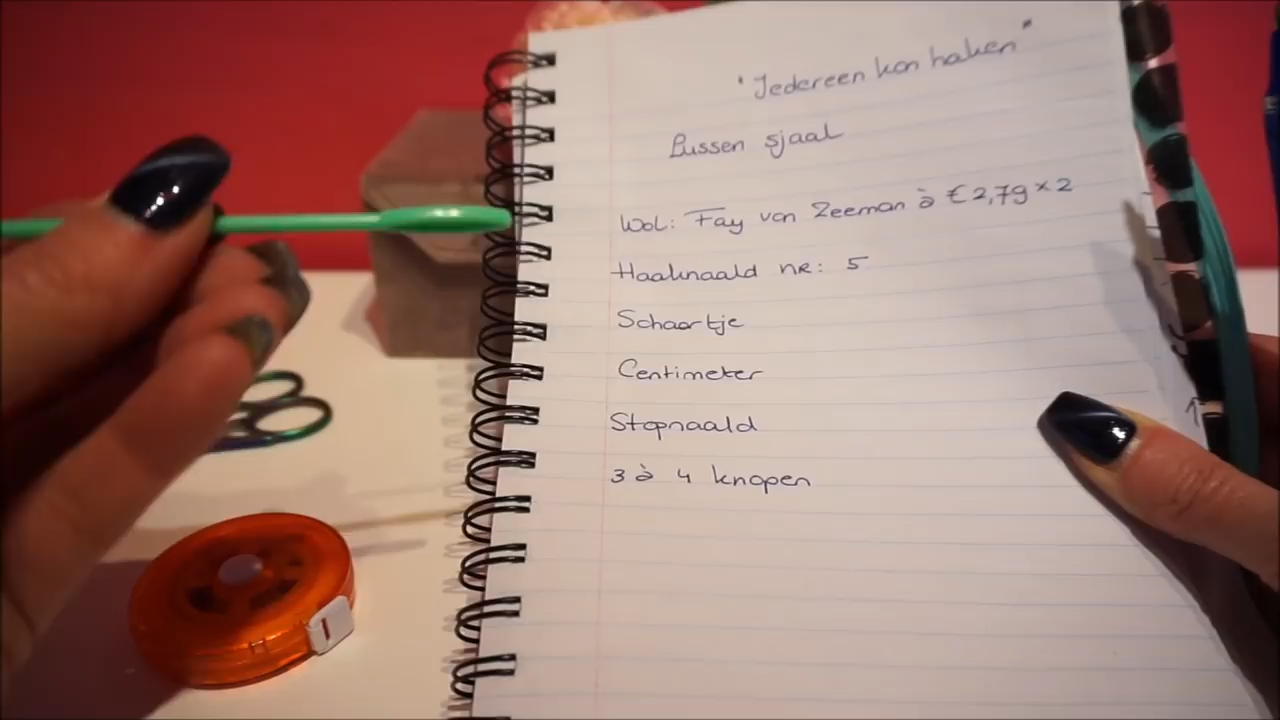 "Iedereen kan haken"
Lussen sjaal
Wol: Fay van Zeeman à €2,79 x 2
Haaknaald nr: 5
Schaartje
Centimeter
Stopnaald
3 à 4 knopen